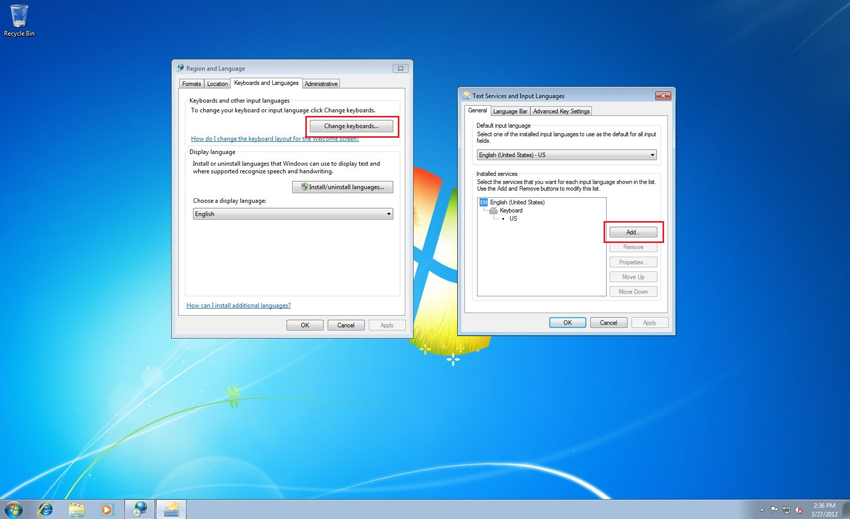 Recycle Bin
Region and Language
Formats
Location
Keyboards and Languages
Administrative
Keyboards and other input languages
To change your keyboard or input language click Change keyboards.
Change keyboards...
How do I change the keyboard layout for the Welcome screen?
Display language
Install or uninstall languages that Windows can use to display text and
where supported recognize speech and handwriting.
Install/uninstall languages...
Choose a display language:
English
How can I install additional languages?
OK
Cancel
Apply
Text Services and Input Languages
General
Language Bar
Advanced Key Settings
Default input language
Select one of the installed input languages to use as the default for all input
fields.
English (United States) - US
Installed services
Select the services that you want for each input language shown in the list.
Use the Add and Remove buttons to modify this list.
EN English (United States)
Keyboard
US
Add...
Remove
Properties...
Move Up
Move Down
OK
Cancel
Apply
2:36 PM
3/27/2012